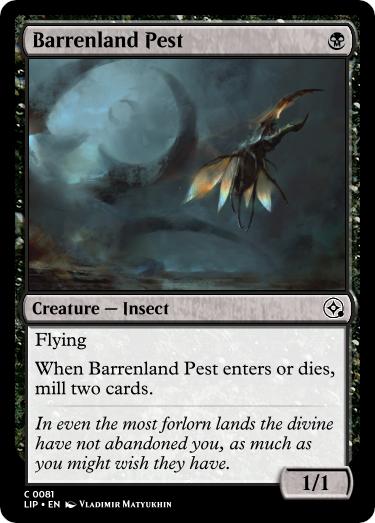 Barrenland Pest
Creature — Insect
Flying
When Barrenland Pest enters or dies,
mill two cards.
In even the most forlorn lands the divine
have not abandoned you, as much as
you might wish they have.
1/1
C 0081
LIP • EN Vladimir Matyukhin